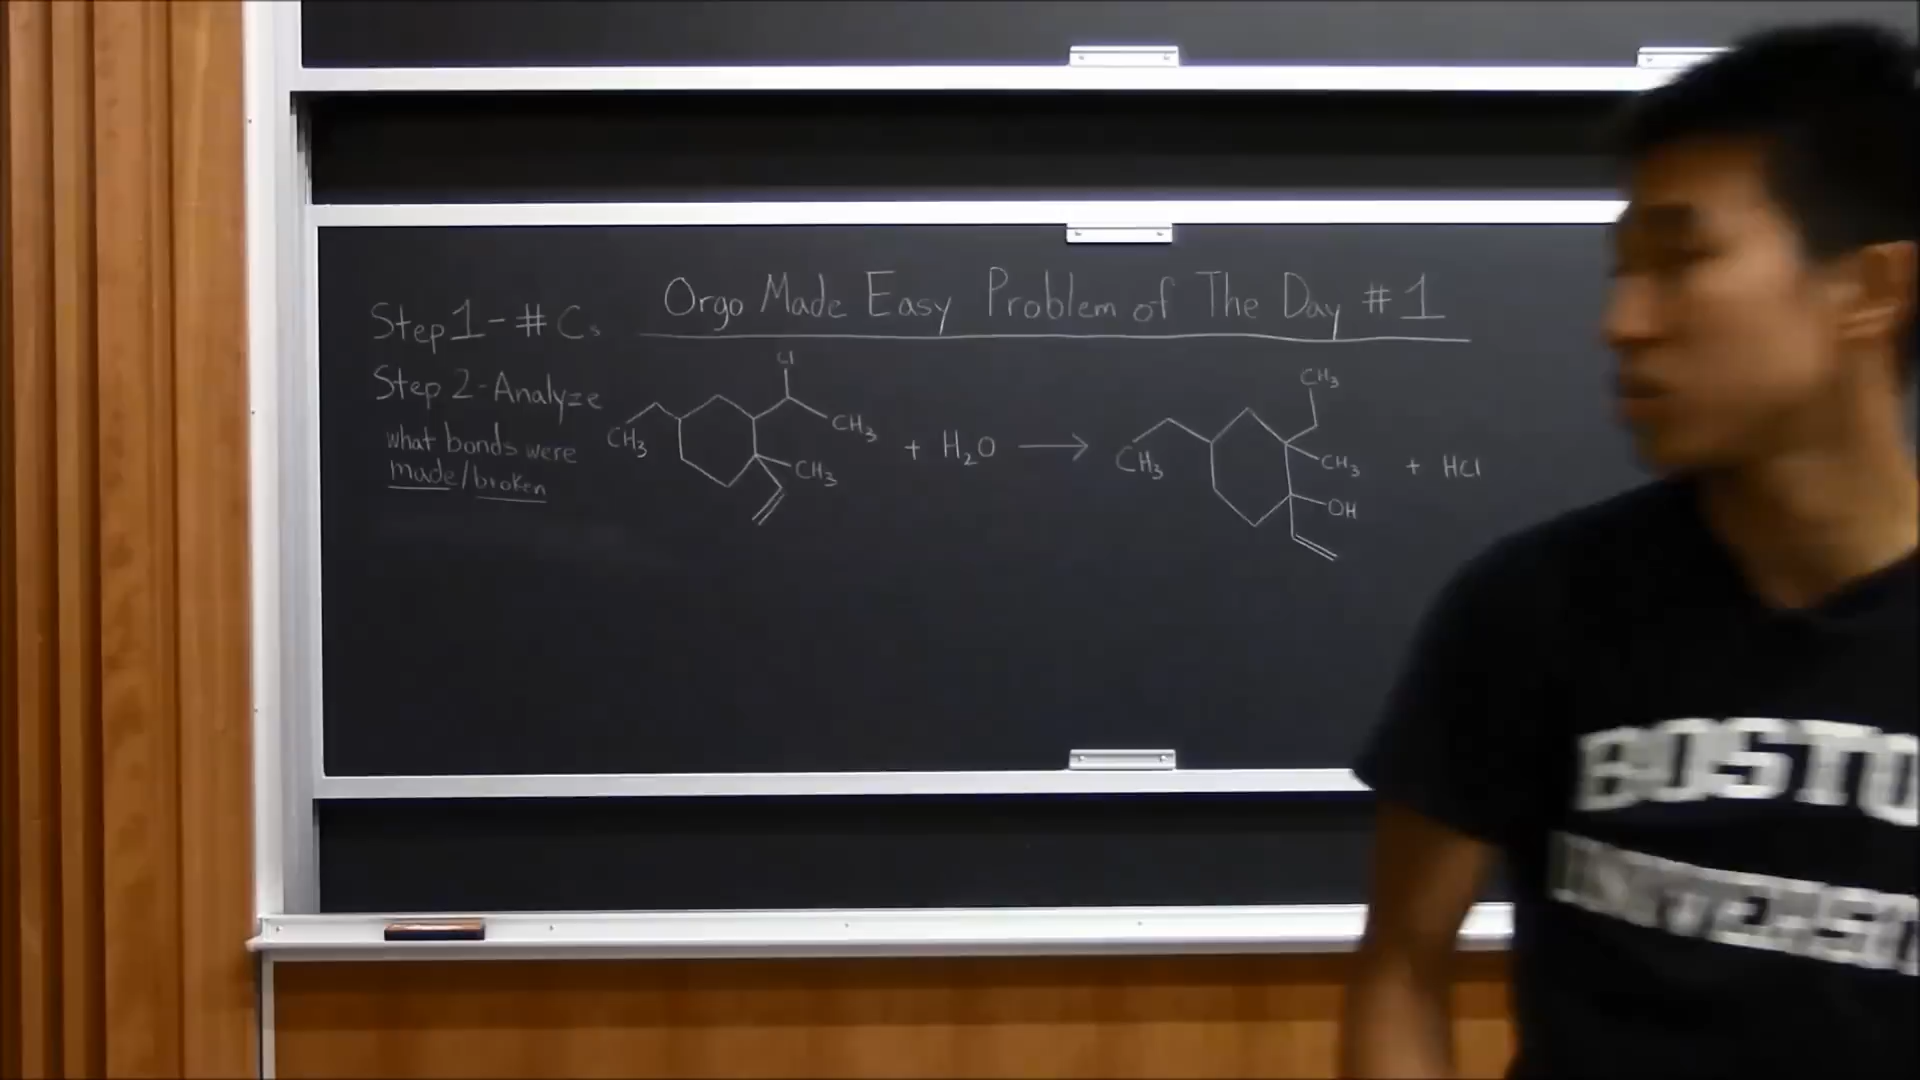 Orgo Made Easy Problem of The Day #1
Step 1 - # Cs
Step 2 - Analyze
what bonds were
made/broken
Cl
CH3
CH3
CH3
+ H2O
CH3
CH3
CH3
OH
+ HCl
BOSTO